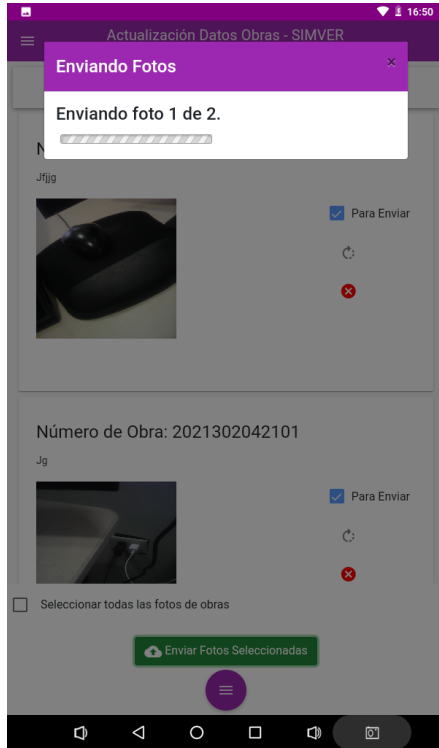 16:50
Actualización Datos Obras - SIMVER
Enviando Fotos
×
Enviando foto 1 de 2.
N
Jfjjg
Para Enviar
Número de Obra: 2021302042101
Jg
Para Enviar
Seleccionar todas las fotos de obras
Enviar Fotos Seleccionadas